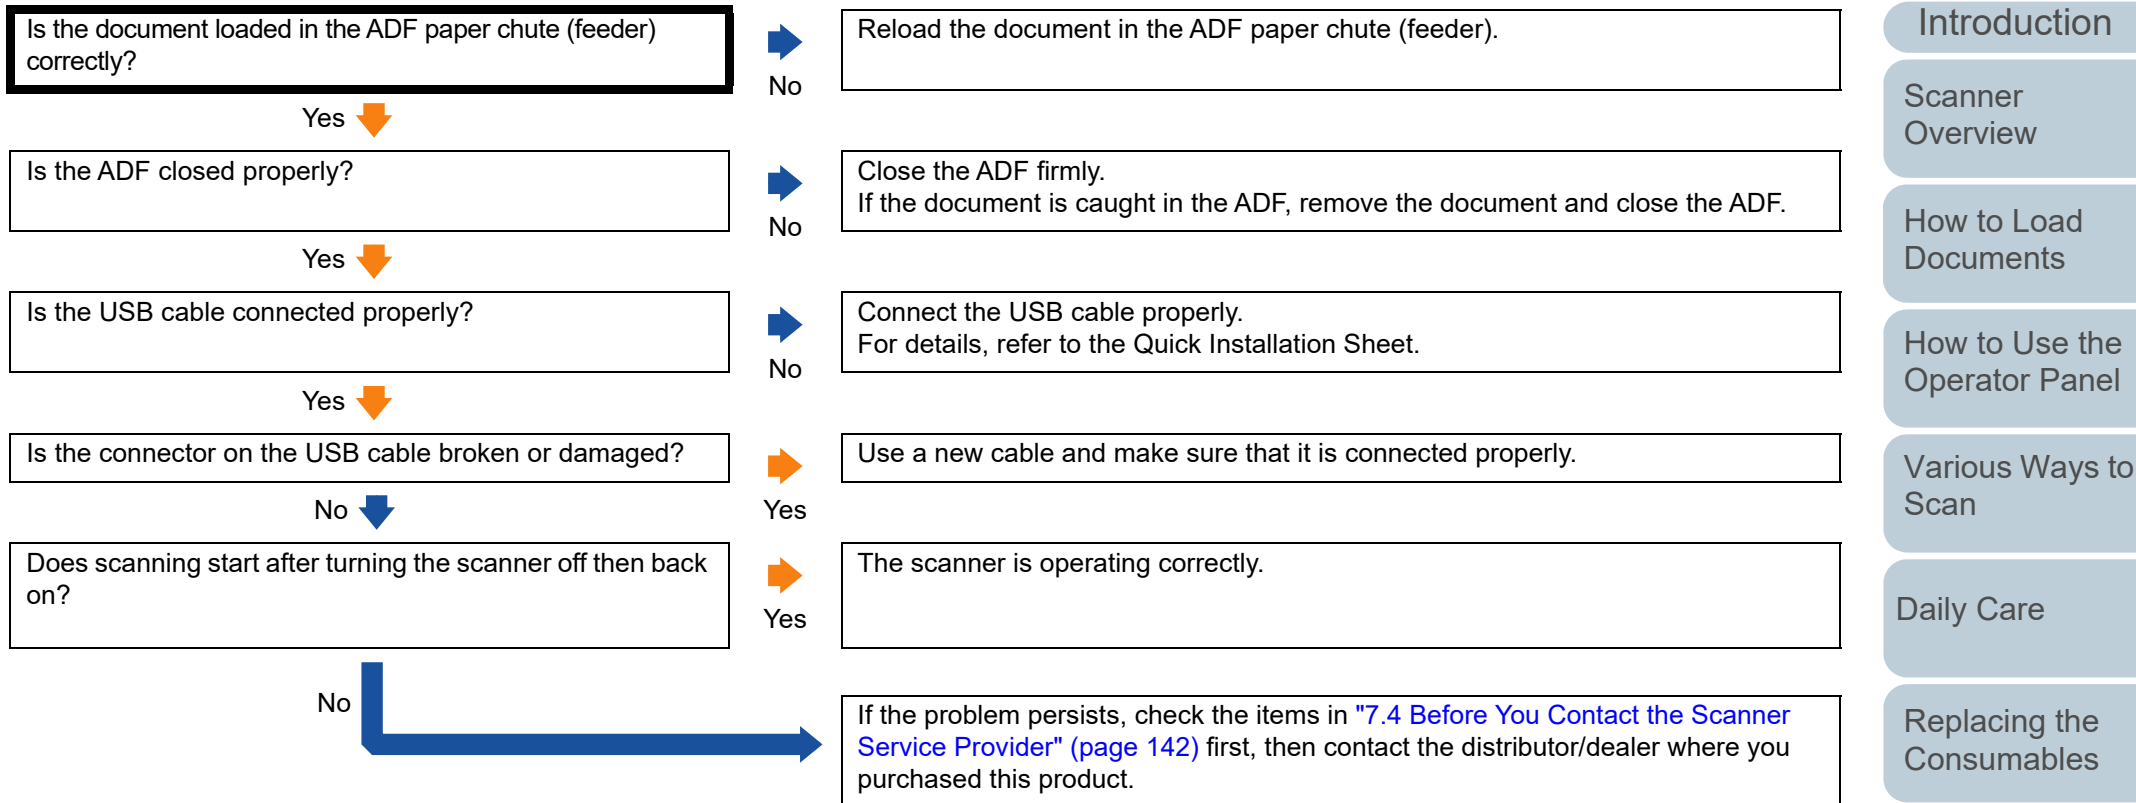 Is the document loaded in the ADF paper chute (feeder)
correctly?
No
Reload the document in the ADF paper chute (feeder).
Yes
Is the ADF closed properly?
No
Close the ADF firmly.
If the document is caught in the ADF, remove the document and close the ADF.
Yes
Is the USB cable connected properly?
No
Connect the USB cable properly.
For details, refer to the Quick Installation Sheet.
Yes
Is the connector on the USB cable broken or damaged?
Yes
Use a new cable and make sure that it is connected properly.
No
Does scanning start after turning the scanner off then back
on?
Yes
The scanner is operating correctly.
No
If the problem persists, check the items in "7.4 Before You Contact the Scanner
Service Provider" (page 142) first, then contact the distributor/dealer where you
purchased this product.
Introduction
Scanner
Overview
How to Load
Documents
How to Use the
Operator Panel
Various Ways to
Scan
Daily Care
Replacing the
Consumables